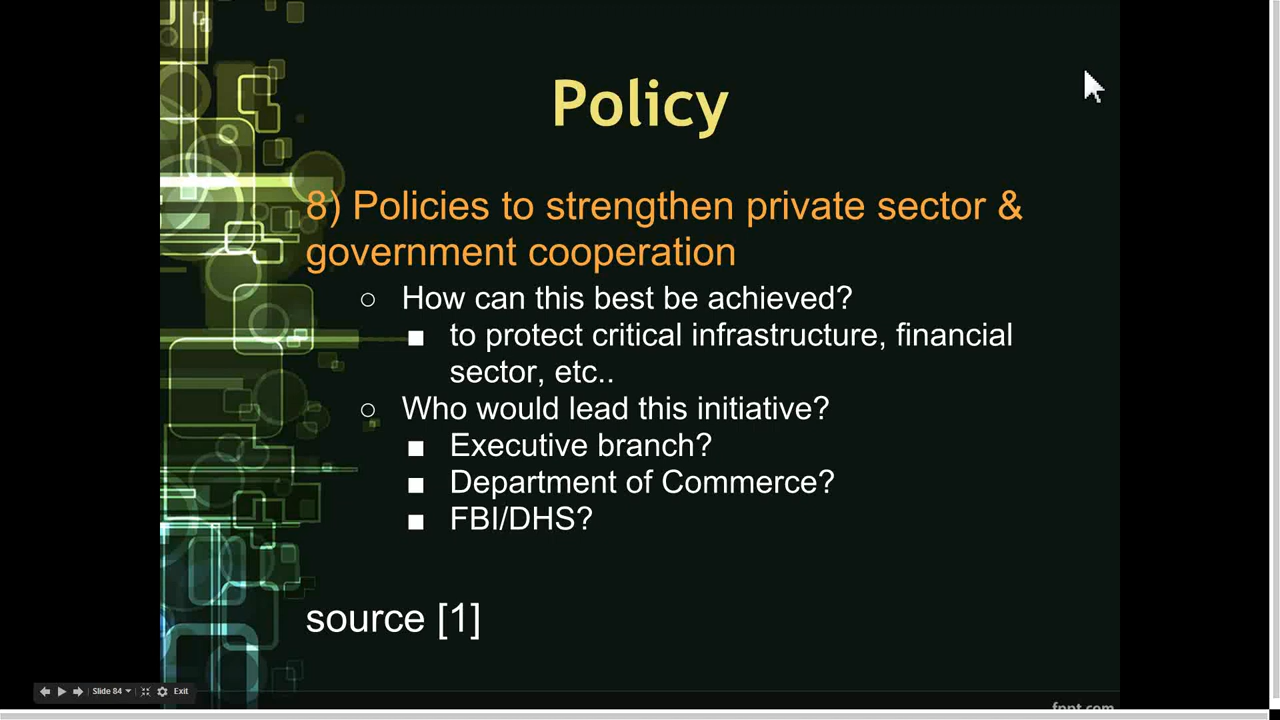 Policy
8) Policies to strengthen private sector &
government cooperation
○ How can this best be achieved?
■ to protect critical infrastructure, financial
sector, etc..
○ Who would lead this initiative?
■ Executive branch?
■ Department of Commerce?
■ FBI/DHS?
source [1]
Slide 84
Exit
fppt.com